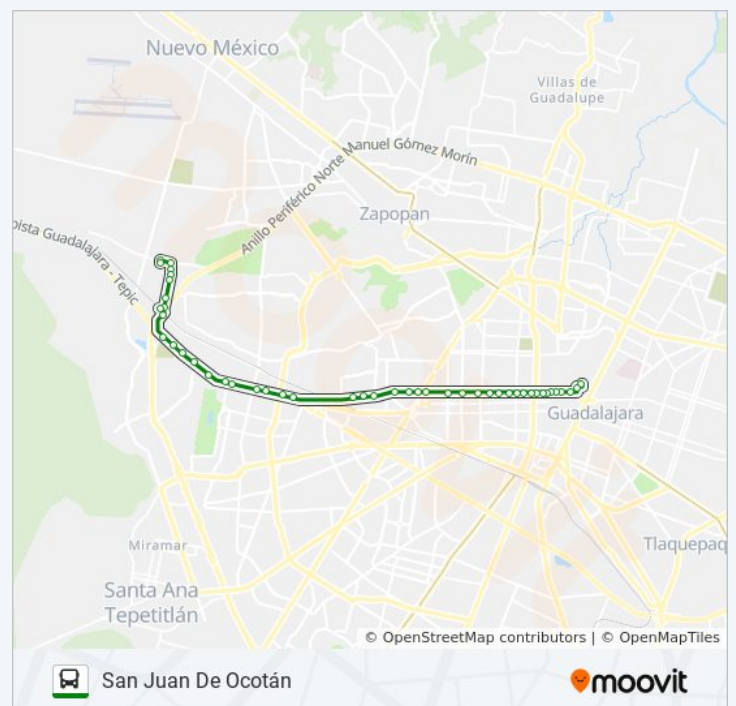 Nuevo México
Villas de
Guadalupe
Anillo Periférico Norte Manuel Gómez Morín
Zapopan
pista Guadalajara - Tepic
Guadalajara
Miramar
Tlaquepaq
Santa Ana
Tepetitlán
© OpenStreetMap contributors | © OpenMapTiles
San Juan De Ocotán
moovit